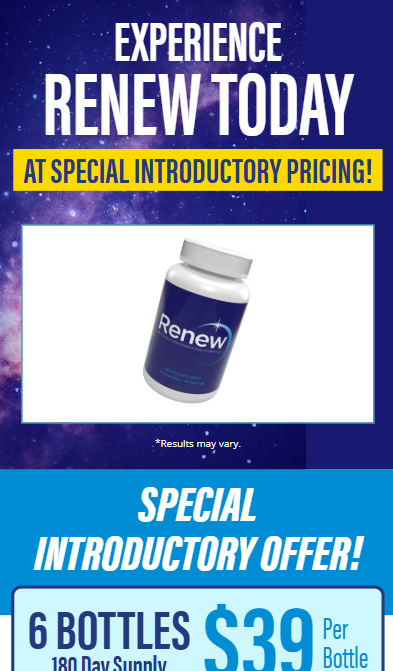 EXPERIENCE
RENEW TODAY
AT SPECIAL INTRODUCTORY PRICING!
Renew
*Results may vary.
SPECIAL
INTRODUCTORY OFFER!
6 BOTTLES
180 Day Supply
$39
Per
Bottle